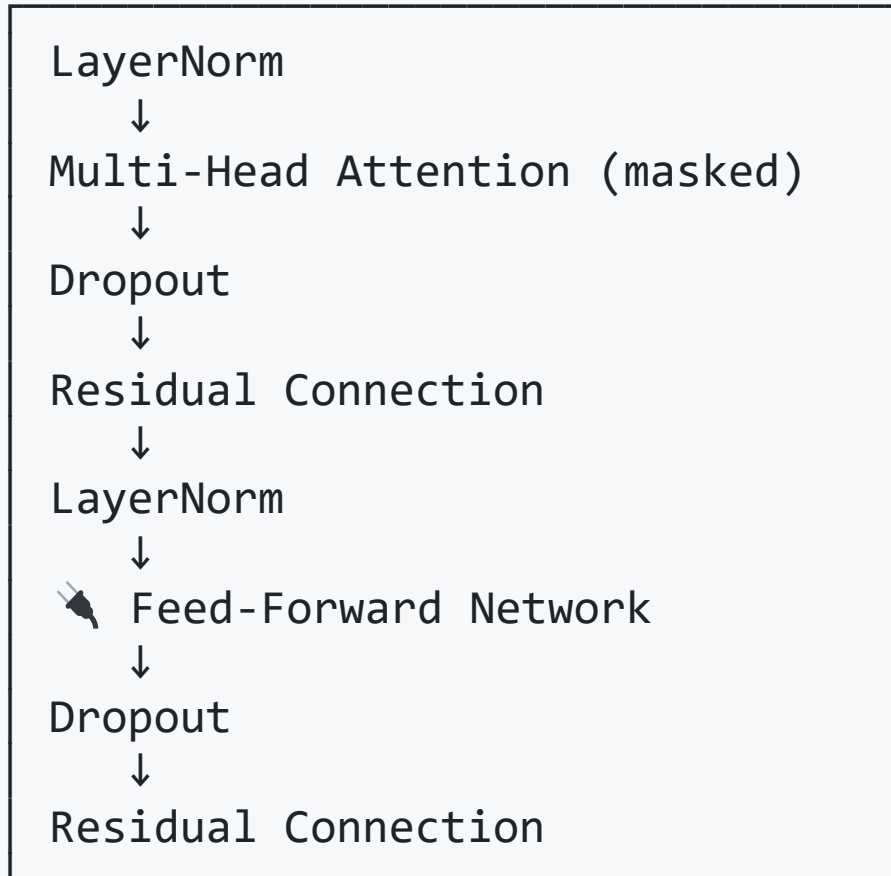 LayerNorm
↓
Multi-Head Attention (masked)
↓
Dropout
↓
Residual Connection
↓
LayerNorm
↓
🔌 Feed-Forward Network
↓
Dropout
↓
Residual Connection